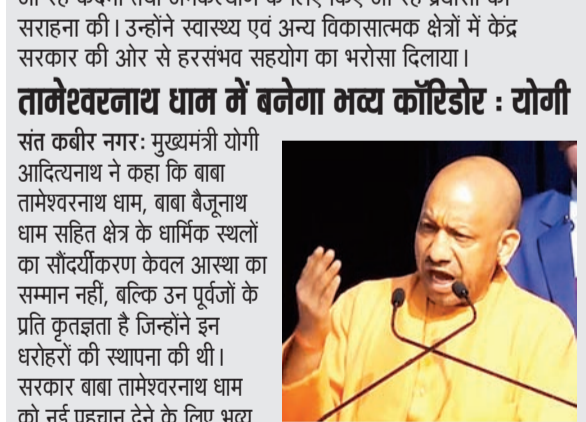 सराहना की। उन्होंने स्वास्थ्य एवं अन्य विकासात्मक क्षेत्रों में केंद्र
सरकार की ओर से हरसंभव सहयोग का भरोसा दिलाया।
तामेश्वरनाथ धाम में बनेगा भव्य कॉरिडोर : योगी
संत कबीर नगर: मुख्यमंत्री योगी
आदित्यनाथ ने कहा कि बाबा
तामेश्वरनाथ धाम, बाबा बैजूनाथ
धाम सहित क्षेत्र के धार्मिक स्थलों
का सौंदर्यीकरण केवल आस्था का
सम्मान नहीं, बल्कि उन पूर्वजों के
प्रति कृतज्ञता है जिन्होंने इन
धरोहरों की स्थापना की थी।
सरकार बाबा तामेश्वरनाथ धाम
को नई पहचान देने के लिए भव्य